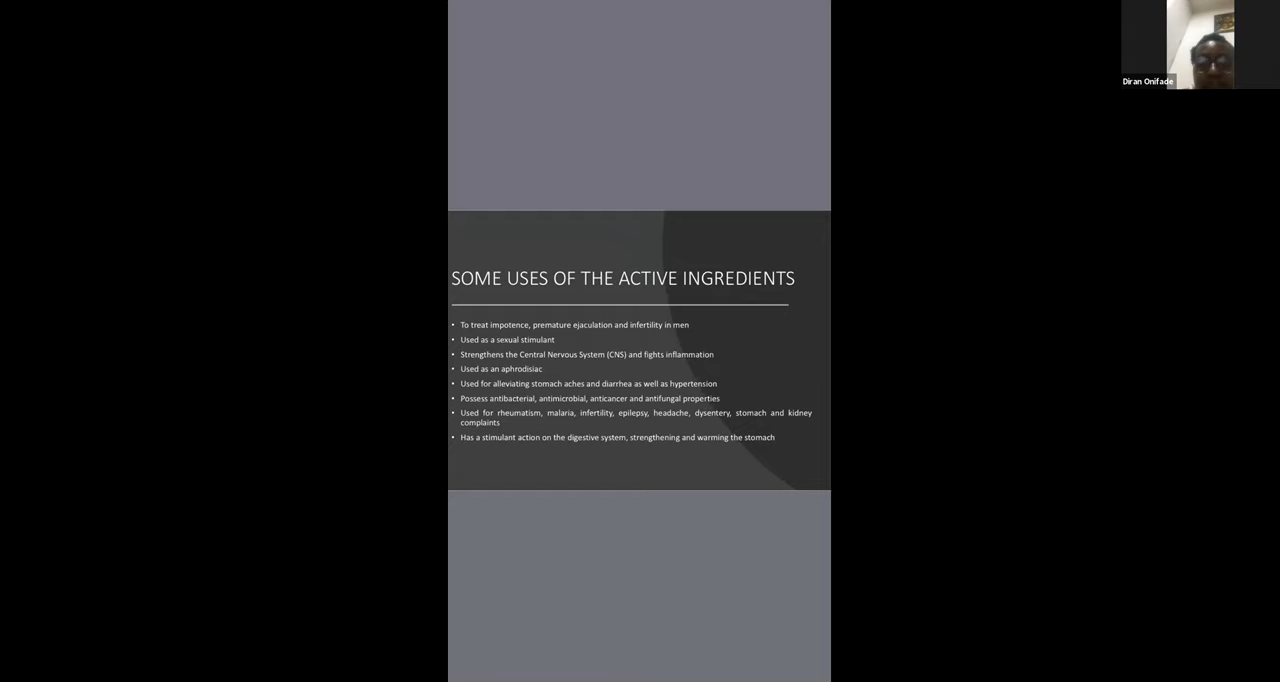 Diran Onifade
SOME USES OF THE ACTIVE INGREDIENTS
• To treat impotence, premature ejaculation and infertility in men
• Used as a sexual stimulant
• Strengthens the Central Nervous System (CNS) and fights inflammation
• Used as an aphrodisiac
• Used for alleviating stomach aches and diarrhea as well as hypertension
• Possess antibacterial, antimicrobial, anticancer and antifungal properties
• Used for rheumatism, malaria, infertility, epilepsy, headache, dysentery, stomach and kidney
complaints
• Has a stimulant action on the digestive system, strengthening and warming the stomach